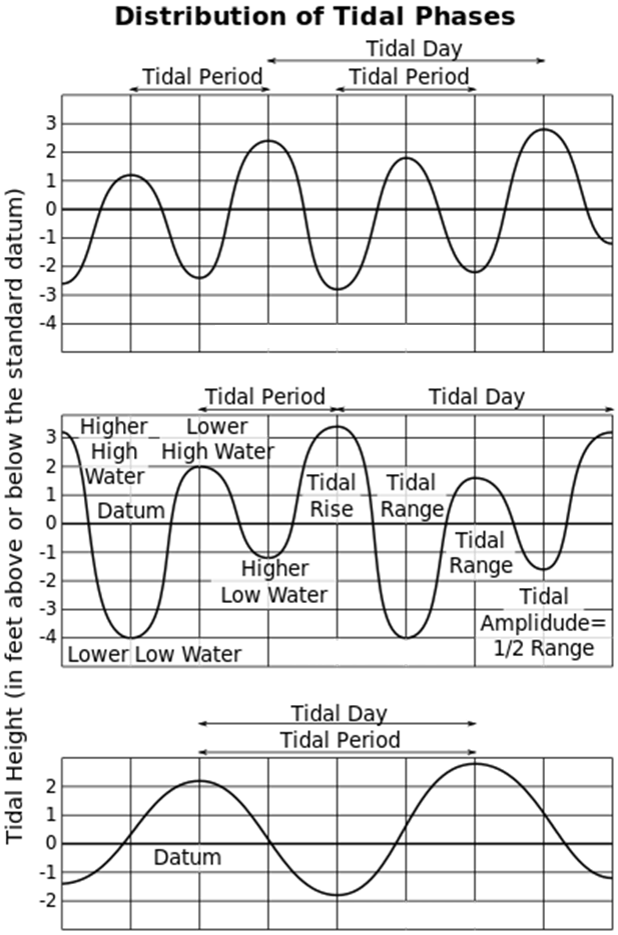 Distribution of Tidal Phases
Tidal Day
Tidal Period
Tidal Period
3
2
1
0
-1
-2
-3
-4
Tidal Height (in feet above or below the standard datum)
Tidal Period
Tidal Day
3
2
1
0
-1
-2
-3
-4
Higher
High
Water
Lower
High Water
Datum
Tidal
Rise
Tidal
Range
Tidal
Range
Higher
Low Water
Tidal
Amplidude=
1/2 Range
Lower Low Water
Tidal Day
Tidal Period
2
1
0
-1
-2
Datum